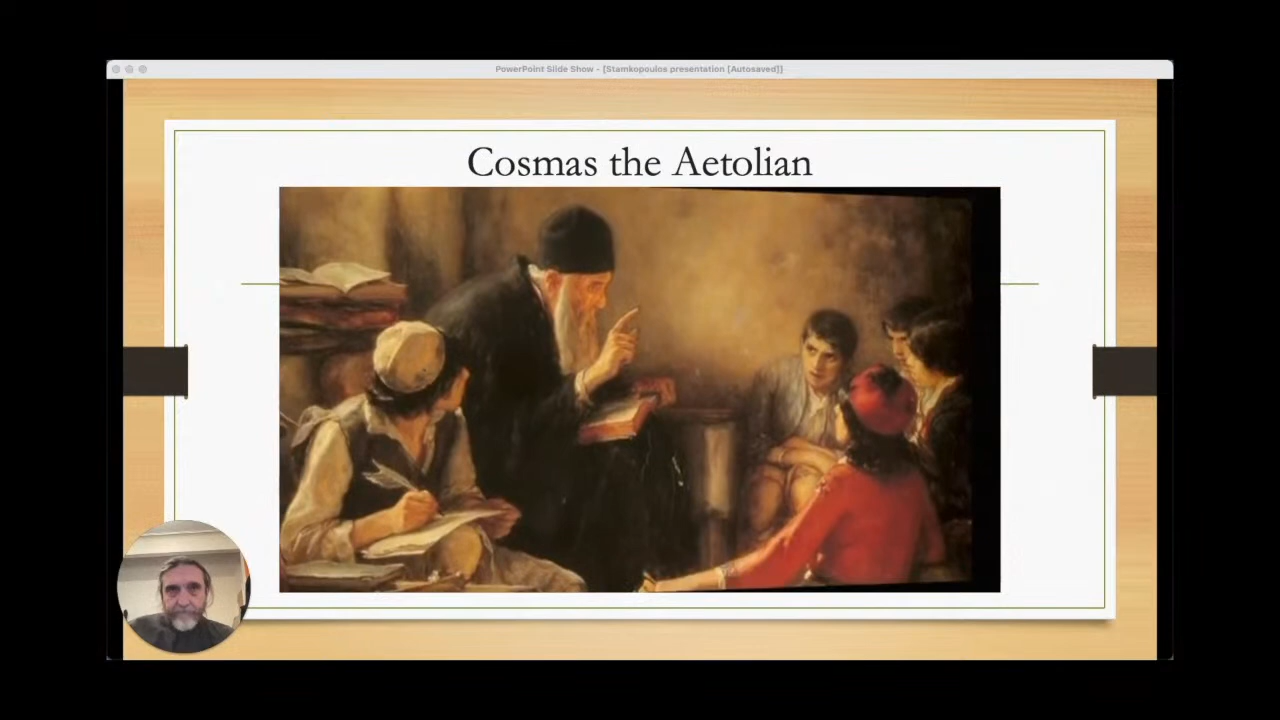 PowerPoint Slide Show - [Stamkopoulos presentation [Autosaved]]
Cosmas the Aetolian